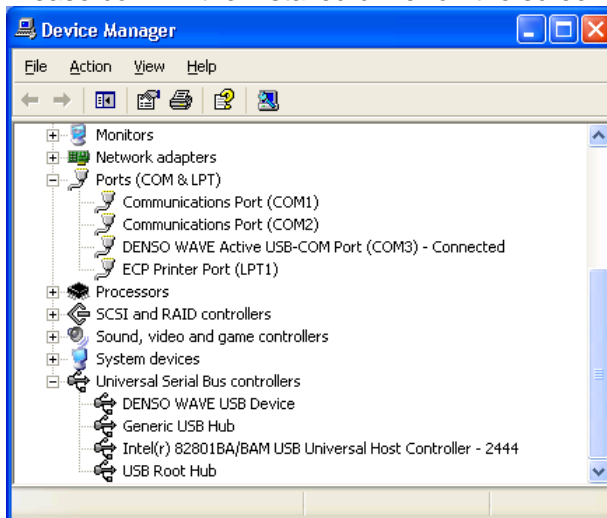 Device Manager
File Action View Help
Monitors
Network adapters
Ports (COM & LPT)
Communications Port (COM1)
Communications Port (COM2)
DENSO WAVE Active USB-COM Port (COM3) - Connected
ECP Printer Port (LPT1)
Processors
SCSI and RAID controllers
Sound, video and game controllers
System devices
Universal Serial Bus controllers
DENSO WAVE USB Device
Generic USB Hub
Intel(r) 82801BA/BAM USB Universal Host Controller - 2444
USB Root Hub